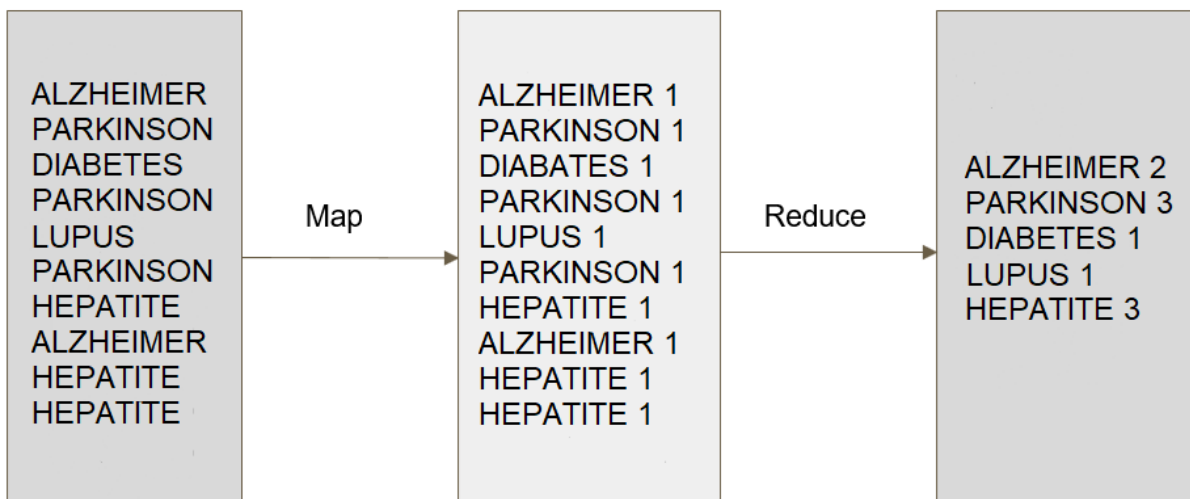 ALZHEIMER
PARKINSON
DIABETES
PARKINSON
LUPUS
PARKINSON
HEPATITE
ALZHEIMER
HEPATITE
HEPATITE
Map
ALZHEIMER 1
PARKINSON 1
DIABATES 1
PARKINSON 1
LUPUS 1
PARKINSON 1
HEPATITE 1
ALZHEIMER 1
HEPATITE 1
HEPATITE 1
Reduce
ALZHEIMER 2
PARKINSON 3
DIABETES 1
LUPUS 1
HEPATITE 3